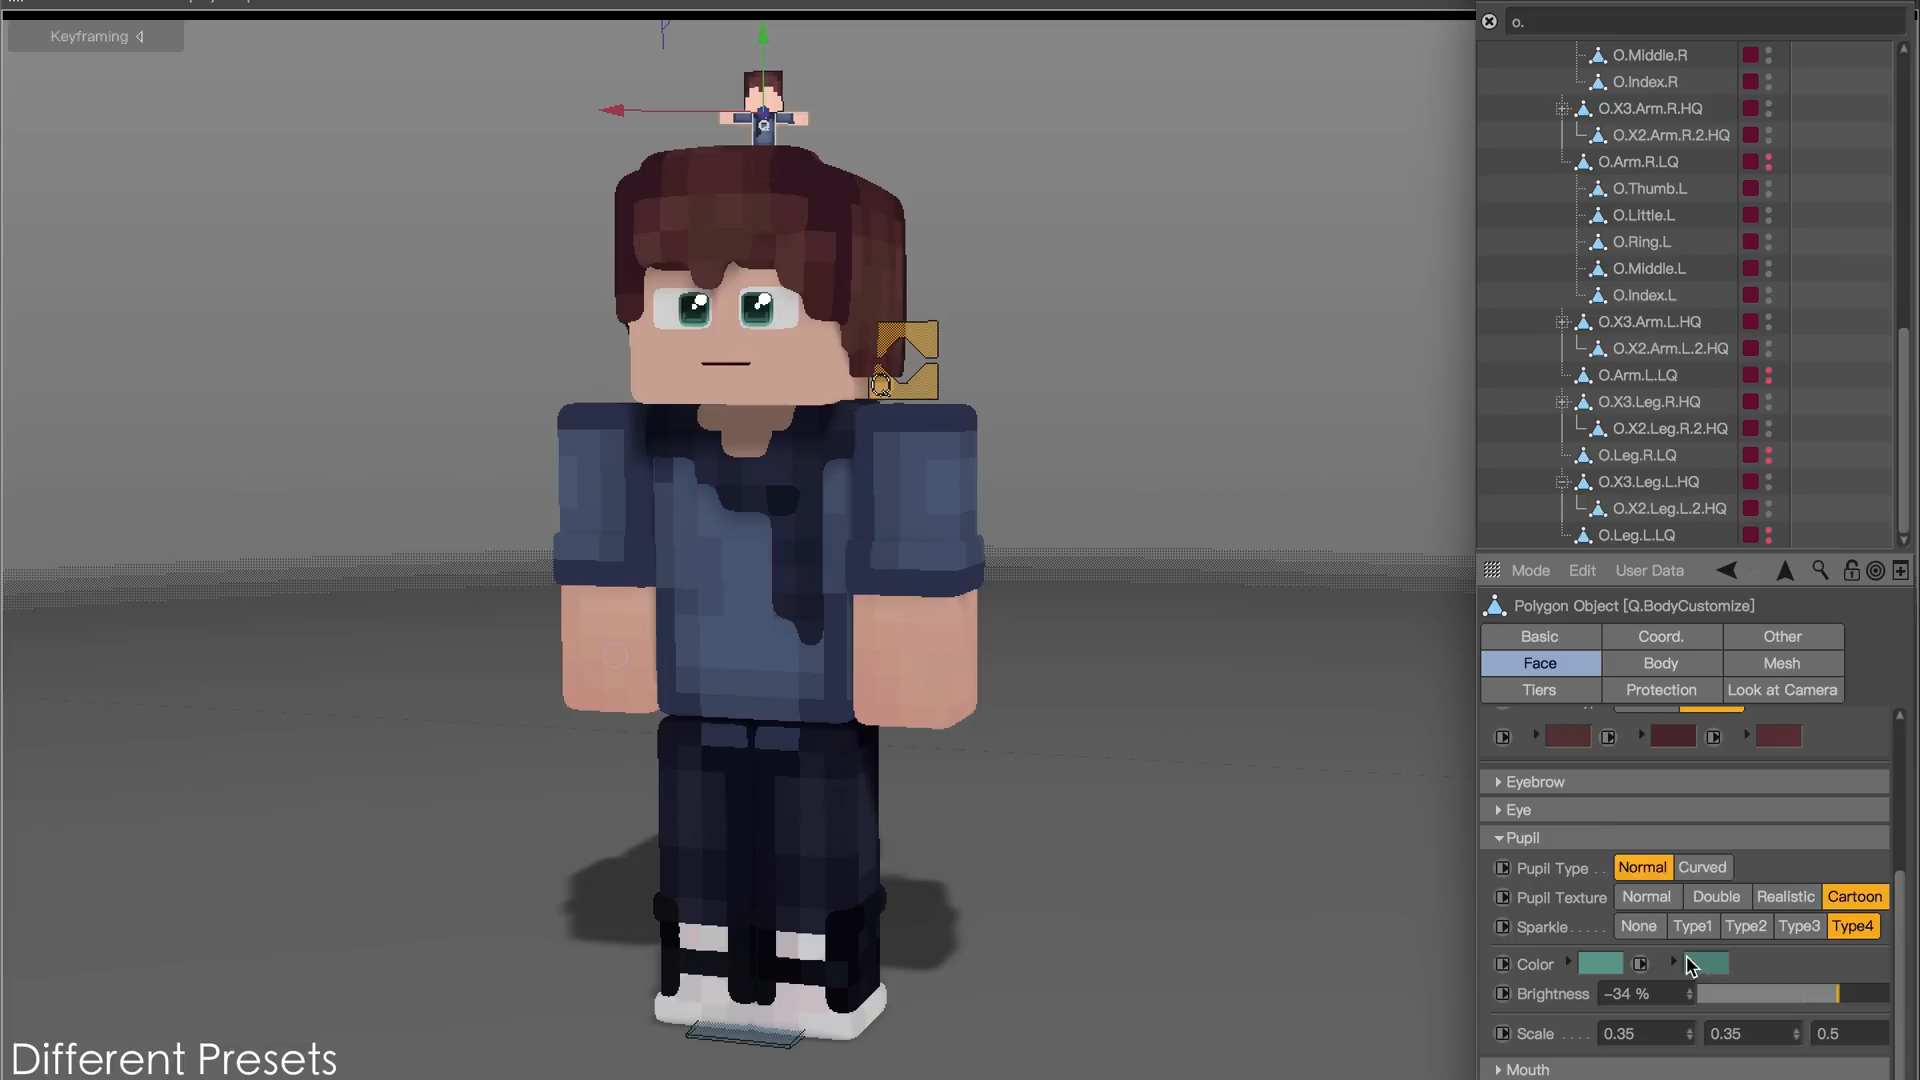 Keyframing
o.
O.Middle.R
O.Index.R
O.X3.Arm.R.HQ
O.X2.Arm.R.2.HQ
O.Arm.R.LQ
O.Thumb.L
O.Little.L
O.Ring.L
O.Middle.L
O.Index.L
O.X3.Arm.L.HQ
O.X2.Arm.L.2.HQ
O.Arm.L.LQ
O.X3.Leg.R.HQ
O.X2.Leg.R.2.HQ
O.Leg.R.LQ
O.X3.Leg.L.HQ
O.X2.Leg.L.2.HQ
O.Leg.L.LQ
Mode Edit User Data
Polygon Object [Q.BodyCustomize]
Basic Coord. Other
Face Body Mesh
Tiers Protection Look at Camera
Eyebrow
Eye
Pupil
Pupil Type . . Normal Curved
Pupil Texture Normal Double Realistic Cartoon
Sparkle. . . . . None Type1 Type2 Type3 Type4
Color
Brightness -34 %
Scale . . . . 0.35 0.35 0.5
Mouth
Different Presets